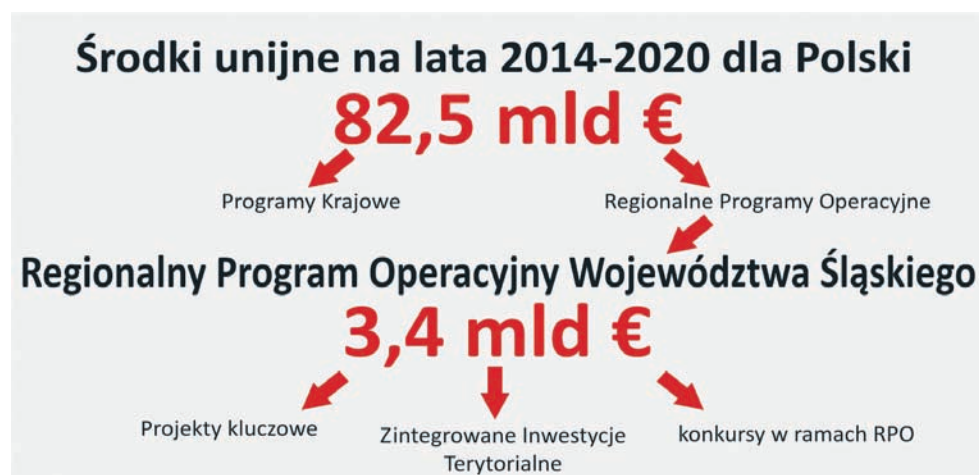 Środki unijne na lata 2014-2020 dla Polski
82,5 mld €
Programy Krajowe
Regionalne Programy Operacyjne
Regionalny Program Operacyjny Województwa Śląskiego
3,4 mld €
Projekty kluczowe
Zintegrowane Inwestycje
Terytorialne
konkursy w ramach RPO